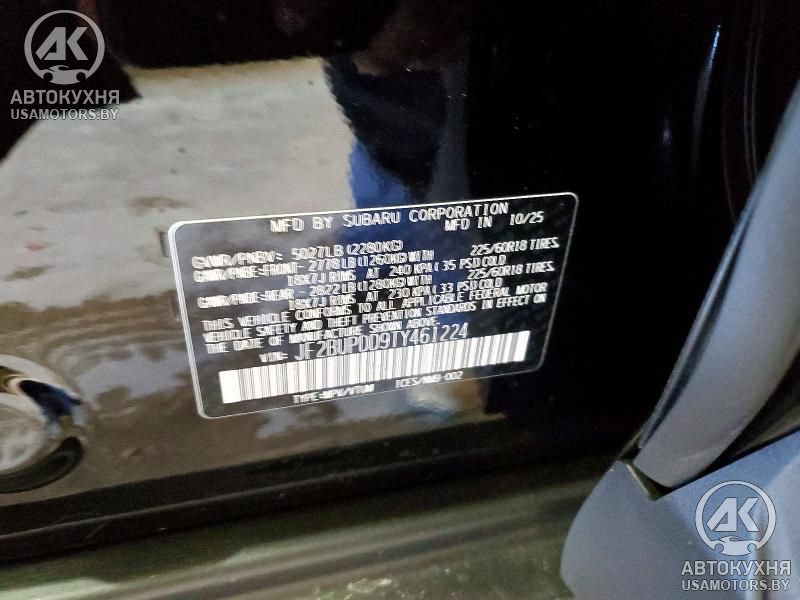 AK
АВТОКУХНЯ
USAMOTORS.BY
MFD BY SUBARU CORPORATION
MFD IN 10/25
GVWR/PNBV: 5027LB(2280KG)
GAWR/PNBE:FRONT- 2778LB(1260KG)WITH 225/60R18 TIRES,
18X7J RIMS AT 240 KPA( 35 PSI)COLD
GAWR/PNBE:REAR - 2822LB(1280KG)WITH 225/60R18 TIRES,
18X7J RIMS AT 230 KPA( 33 PSI)COLD
THIS VEHICLE CONFORMS TO ALL APPLICABLE FEDERAL MOTOR
VEHICLE SAFETY AND THEFT PREVENTION STANDARDS IN EFFECT ON
THE DATE OF MANUFACTURE SHOWN ABOVE.
VIN: JF2BUPDD9TY461224
TYPE:MPV/VTUM ICES/NMB-002
AK
АВТОКУХНЯ
USAMOTORS.BY